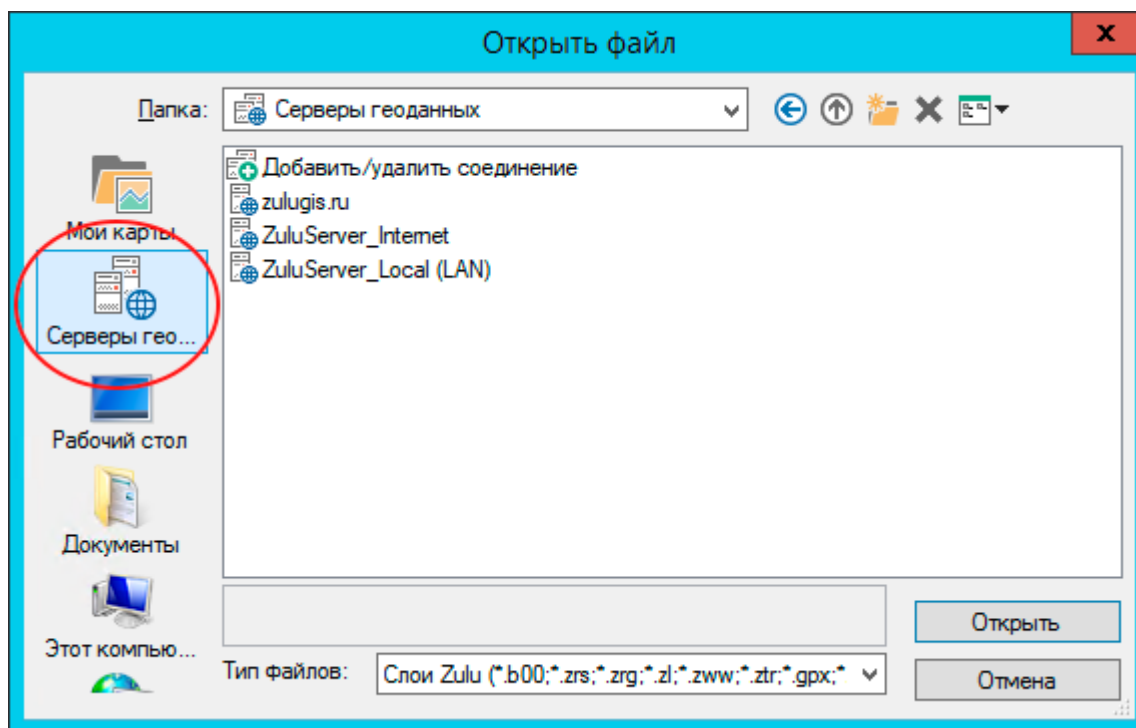 Открыть файл
x
Папка: Серверы геоданных
Добавить/удалить соединение
zulugis.ru
ZuluServer_Internet
ZuluServer_Local (LAN)
Мои карты
Серверы гео...
Рабочий стол
Документы
Этот компью...
Открыть
Тип файлов: Слои Zulu (*.b00;*.zrs;*.zrg;*.zl;*.zww;*.ztr;*.gpx;*
Отмена